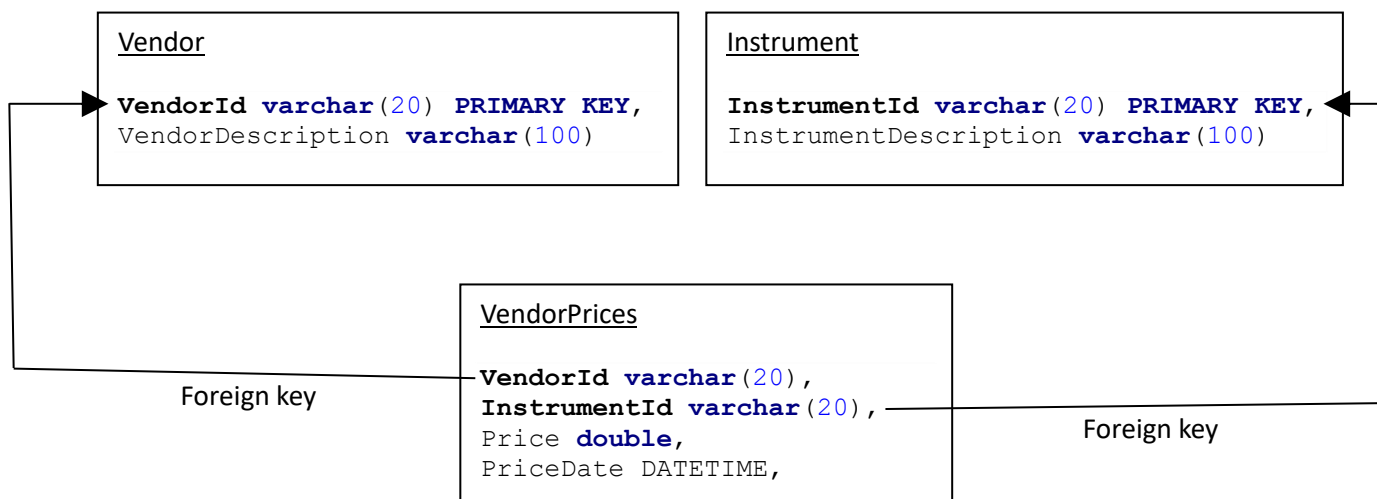 Vendor
VendorId varchar(20) PRIMARY KEY,
VendorDescription varchar(100)
Instrument
InstrumentId varchar(20) PRIMARY KEY,
InstrumentDescription varchar(100)
VendorPrices
VendorId varchar(20),
InstrumentId varchar(20),
Price double,
PriceDate DATETIME,
Foreign key
Foreign key